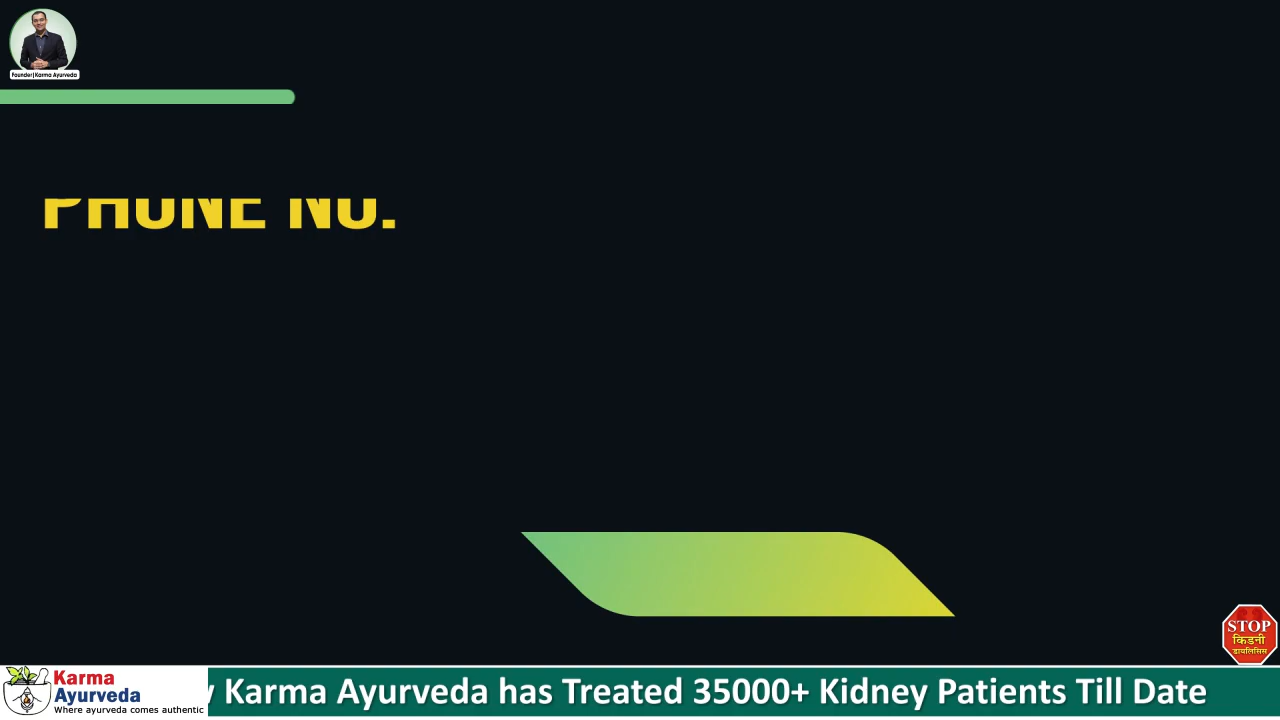 Founder|Karma Ayurveda
PHONE NO.
STOP
किडनी
डायलिसिस
Karma
Ayurveda
Where ayurveda comes authentic
y Karma Ayurveda has Treated 35000+ Kidney Patients Till Date